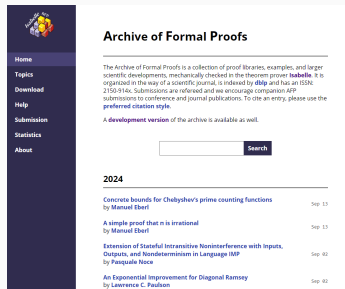 Isabelle AFP
Home
Topics
Download
Help
Submission
Statistics
About
Archive of Formal Proofs
The Archive of Formal Proofs is a collection of proof libraries, examples, and larger
scientific developments, mechanically checked in the theorem prover Isabelle. It is
organized in the way of a scientific journal, is indexed by dblp and has an ISSN:
2150-914x. Submissions are refereed and we encourage companion AFP
submissions to conference and journal publications. To cite an entry, please use the
preferred citation style.
A development version of the archive is available as well.
Search
2024
Concrete bounds for Chebyshev's prime counting functions
by Manuel Eberl
Sep 13
A simple proof that π is irrational
by Manuel Eberl
Sep 13
Extension of Stateful Intransitive Noninterference with Inputs,
Outputs, and Nondeterminism in Language IMP
by Pasquale Noce
Sep 02
An Exponential Improvement for Diagonal Ramsey
by Lawrence C. Paulson
Sep 02